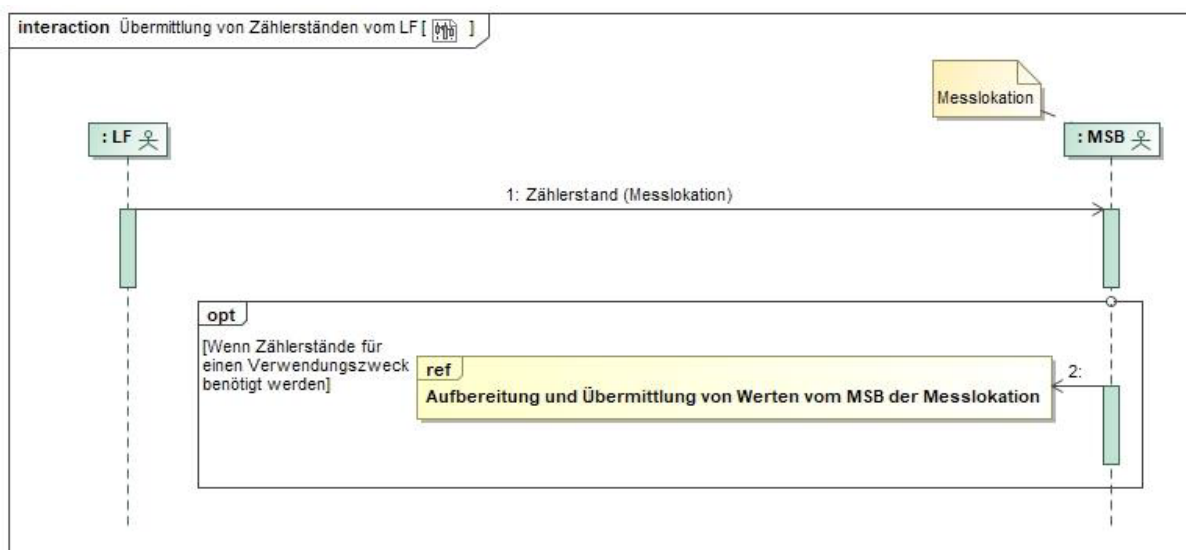 interaction Übermittlung von Zählerständen vom LF [ ]
Messlokation
: LF
: MSB
1: Zählerstand (Messlokation)
opt
[Wenn Zählerstände für
einen Verwendungszweck
benötigt werden]
ref
2:
Aufbereitung und Übermittlung von Werten vom MSB der Messlokation